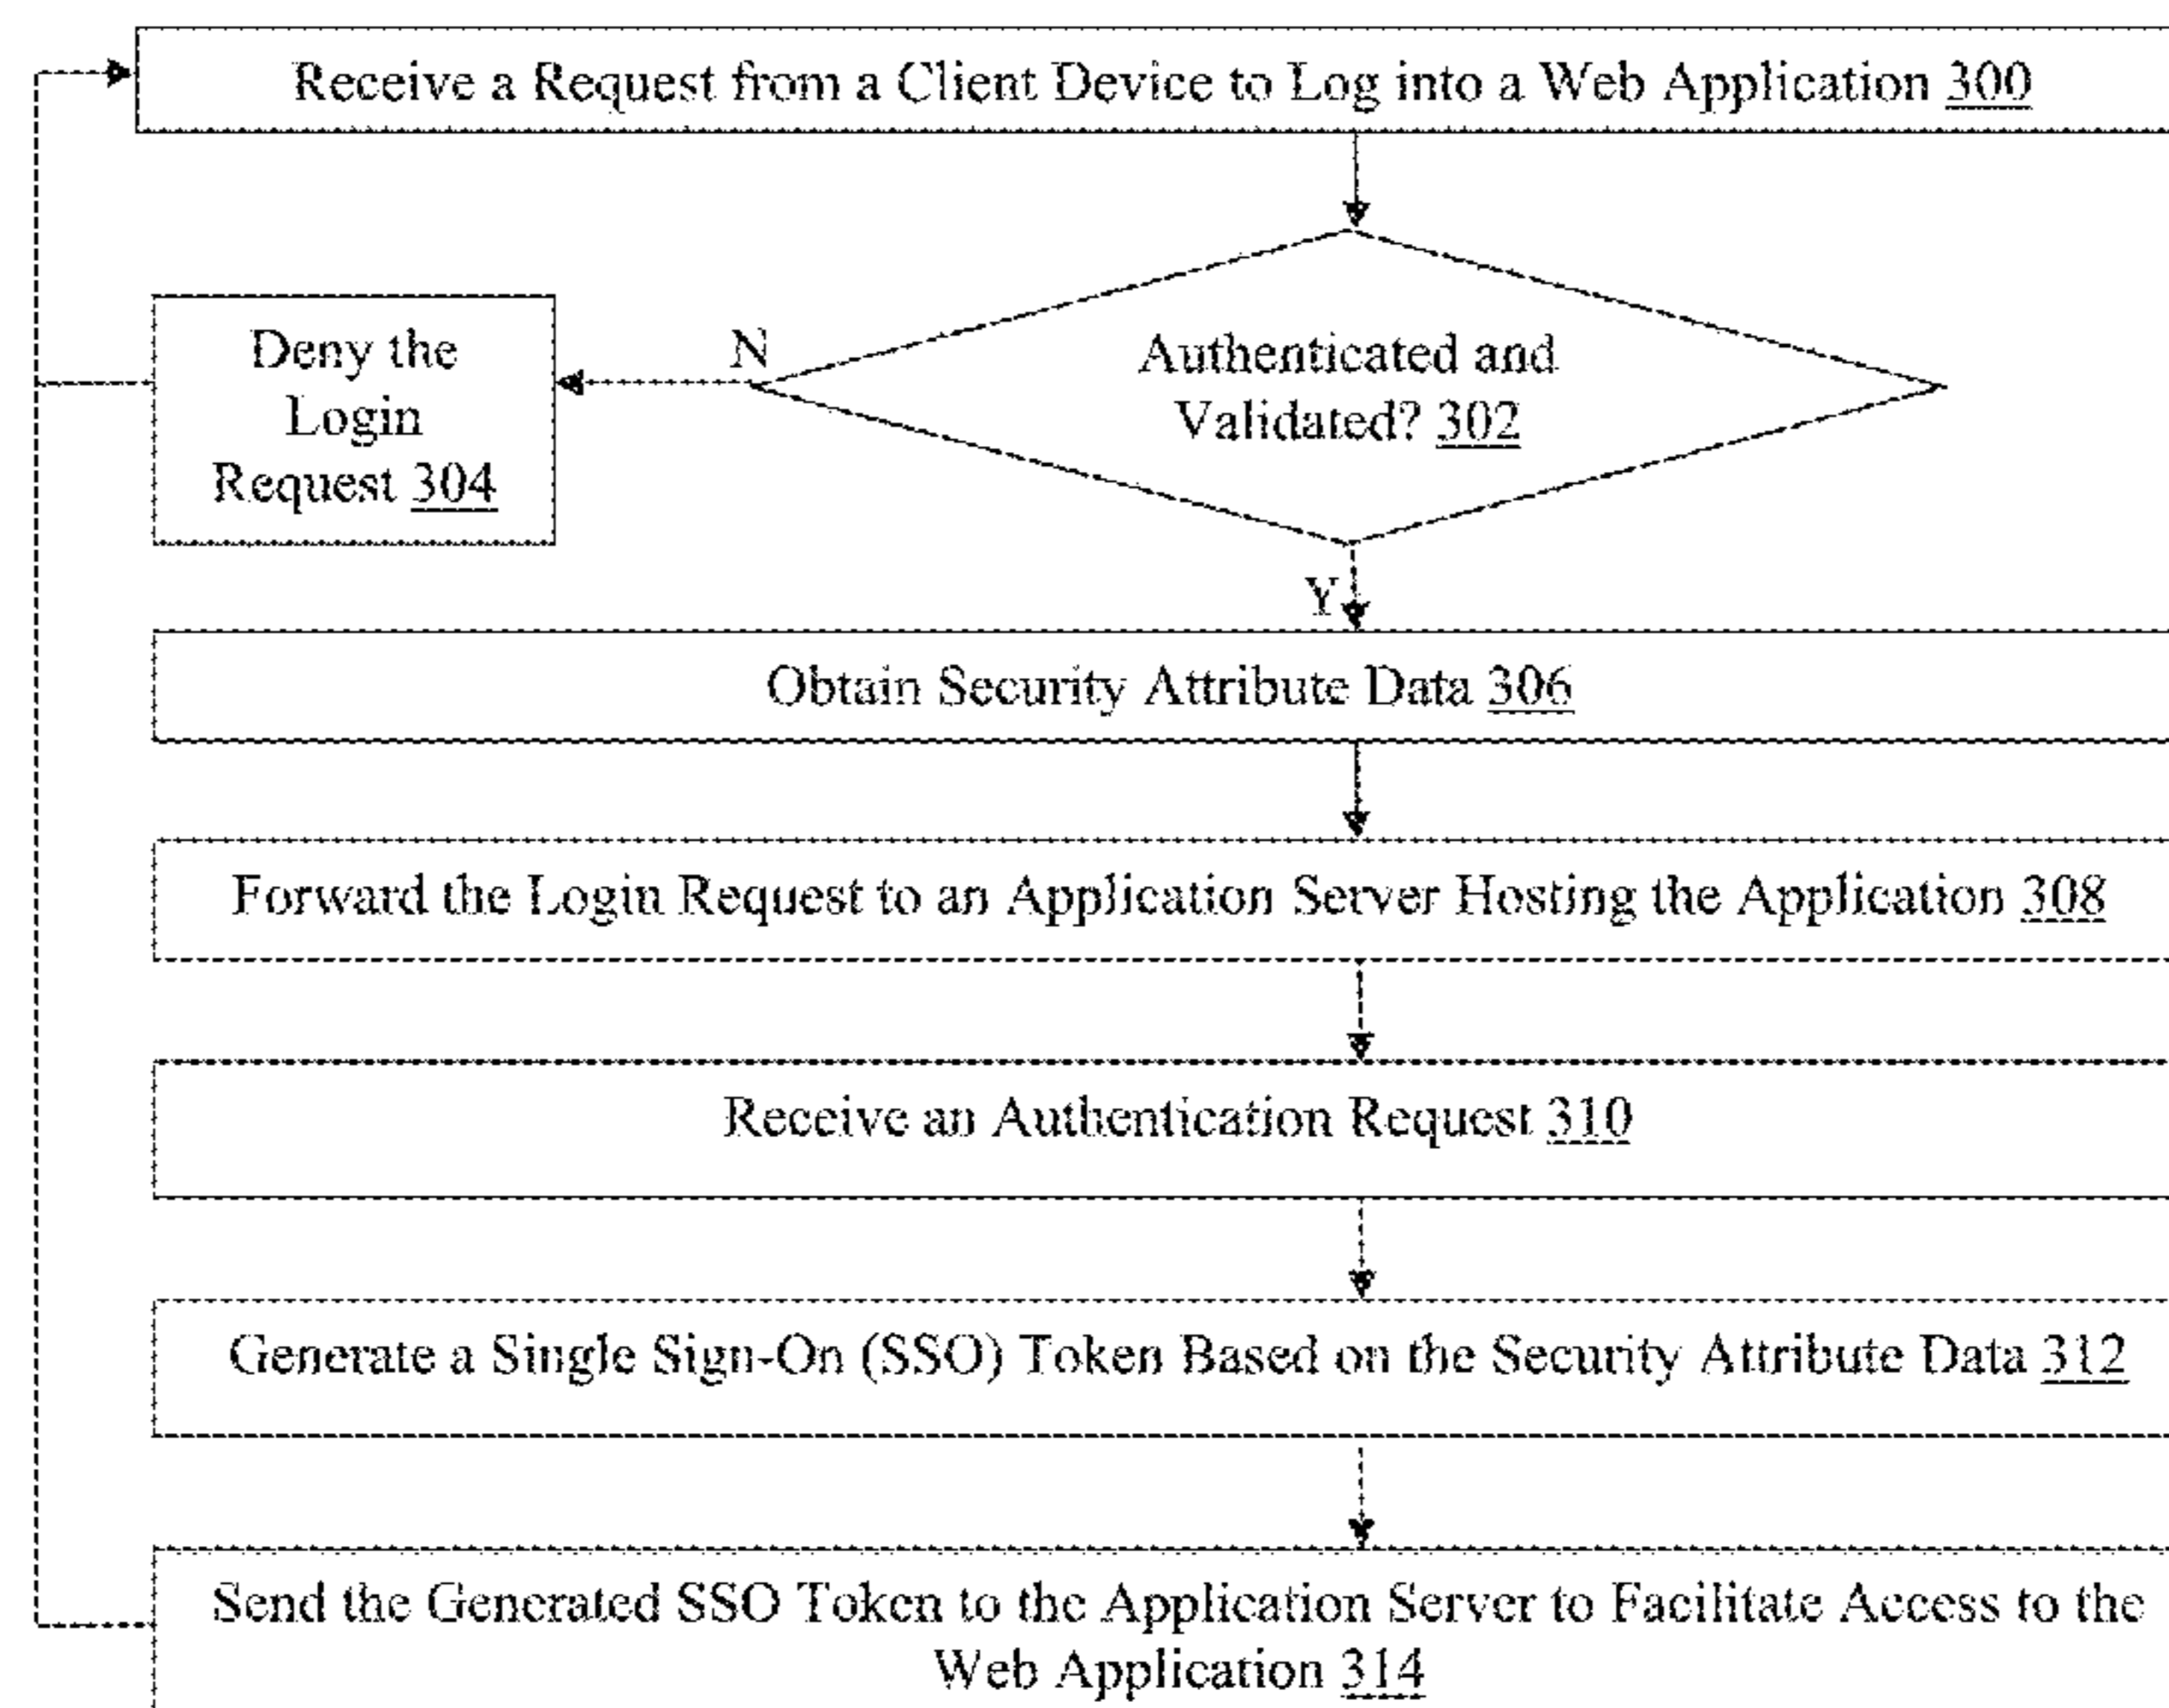 Receive a Request from a Client Device to Log into a Web Application 300
Deny the
Login
Request 304
N
Authenticated and
Validated? 302
Y
Obtain Security Attribute Data 306
Forward the Login Request to an Application Server Hosting the Application 308
Receive an Authentication Request 310
Generate a Single Sign-On (SSO) Token Based on the Security Attribute Data 312
Send the Generated SSO Token to the Application Server to Facilitate Access to the
Web Application 314